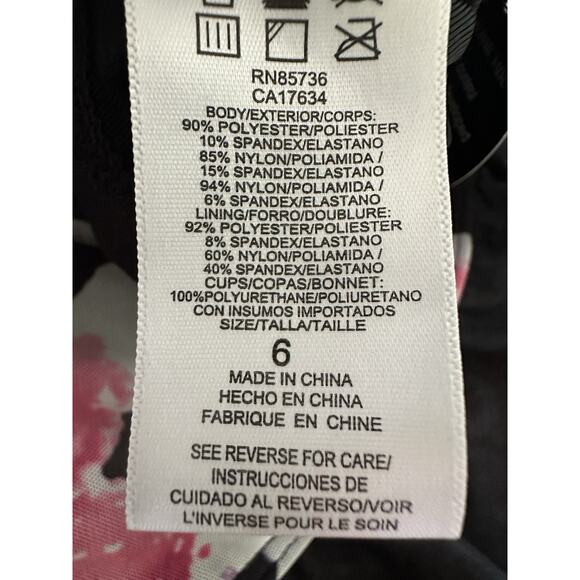 RN85736
CA17634
BODY/EXTERIOR/CORPS:
90% POLYESTER/POLIESTER
10% SPANDEX/ELASTANO
85% NYLON/POLIAMIDA /
15% SPANDEX/ELASTANO
94% NYLON/POLIAMIDA /
6% SPANDEX/ELASTANO
LINING/FORRO/DOUBLURE:
92% POLYESTER/POLIESTER
8% SPANDEX/ELASTANO
60% NYLON/POLIAMIDA /
40% SPANDEX/ELASTANO
CUPS/COPAS/BONNET:
100%POLYURETHANE/POLIURETANO
CON INSUMOS IMPORTADOS
SIZE/TALLA/TAILLE
6
MADE IN CHINA
HECHO EN CHINA
FABRIQUE EN CHINE
SEE REVERSE FOR CARE/
INSTRUCCIONES DE
CUIDADO AL REVERSO/VOIR
L'INVERSE POUR LE SOIN